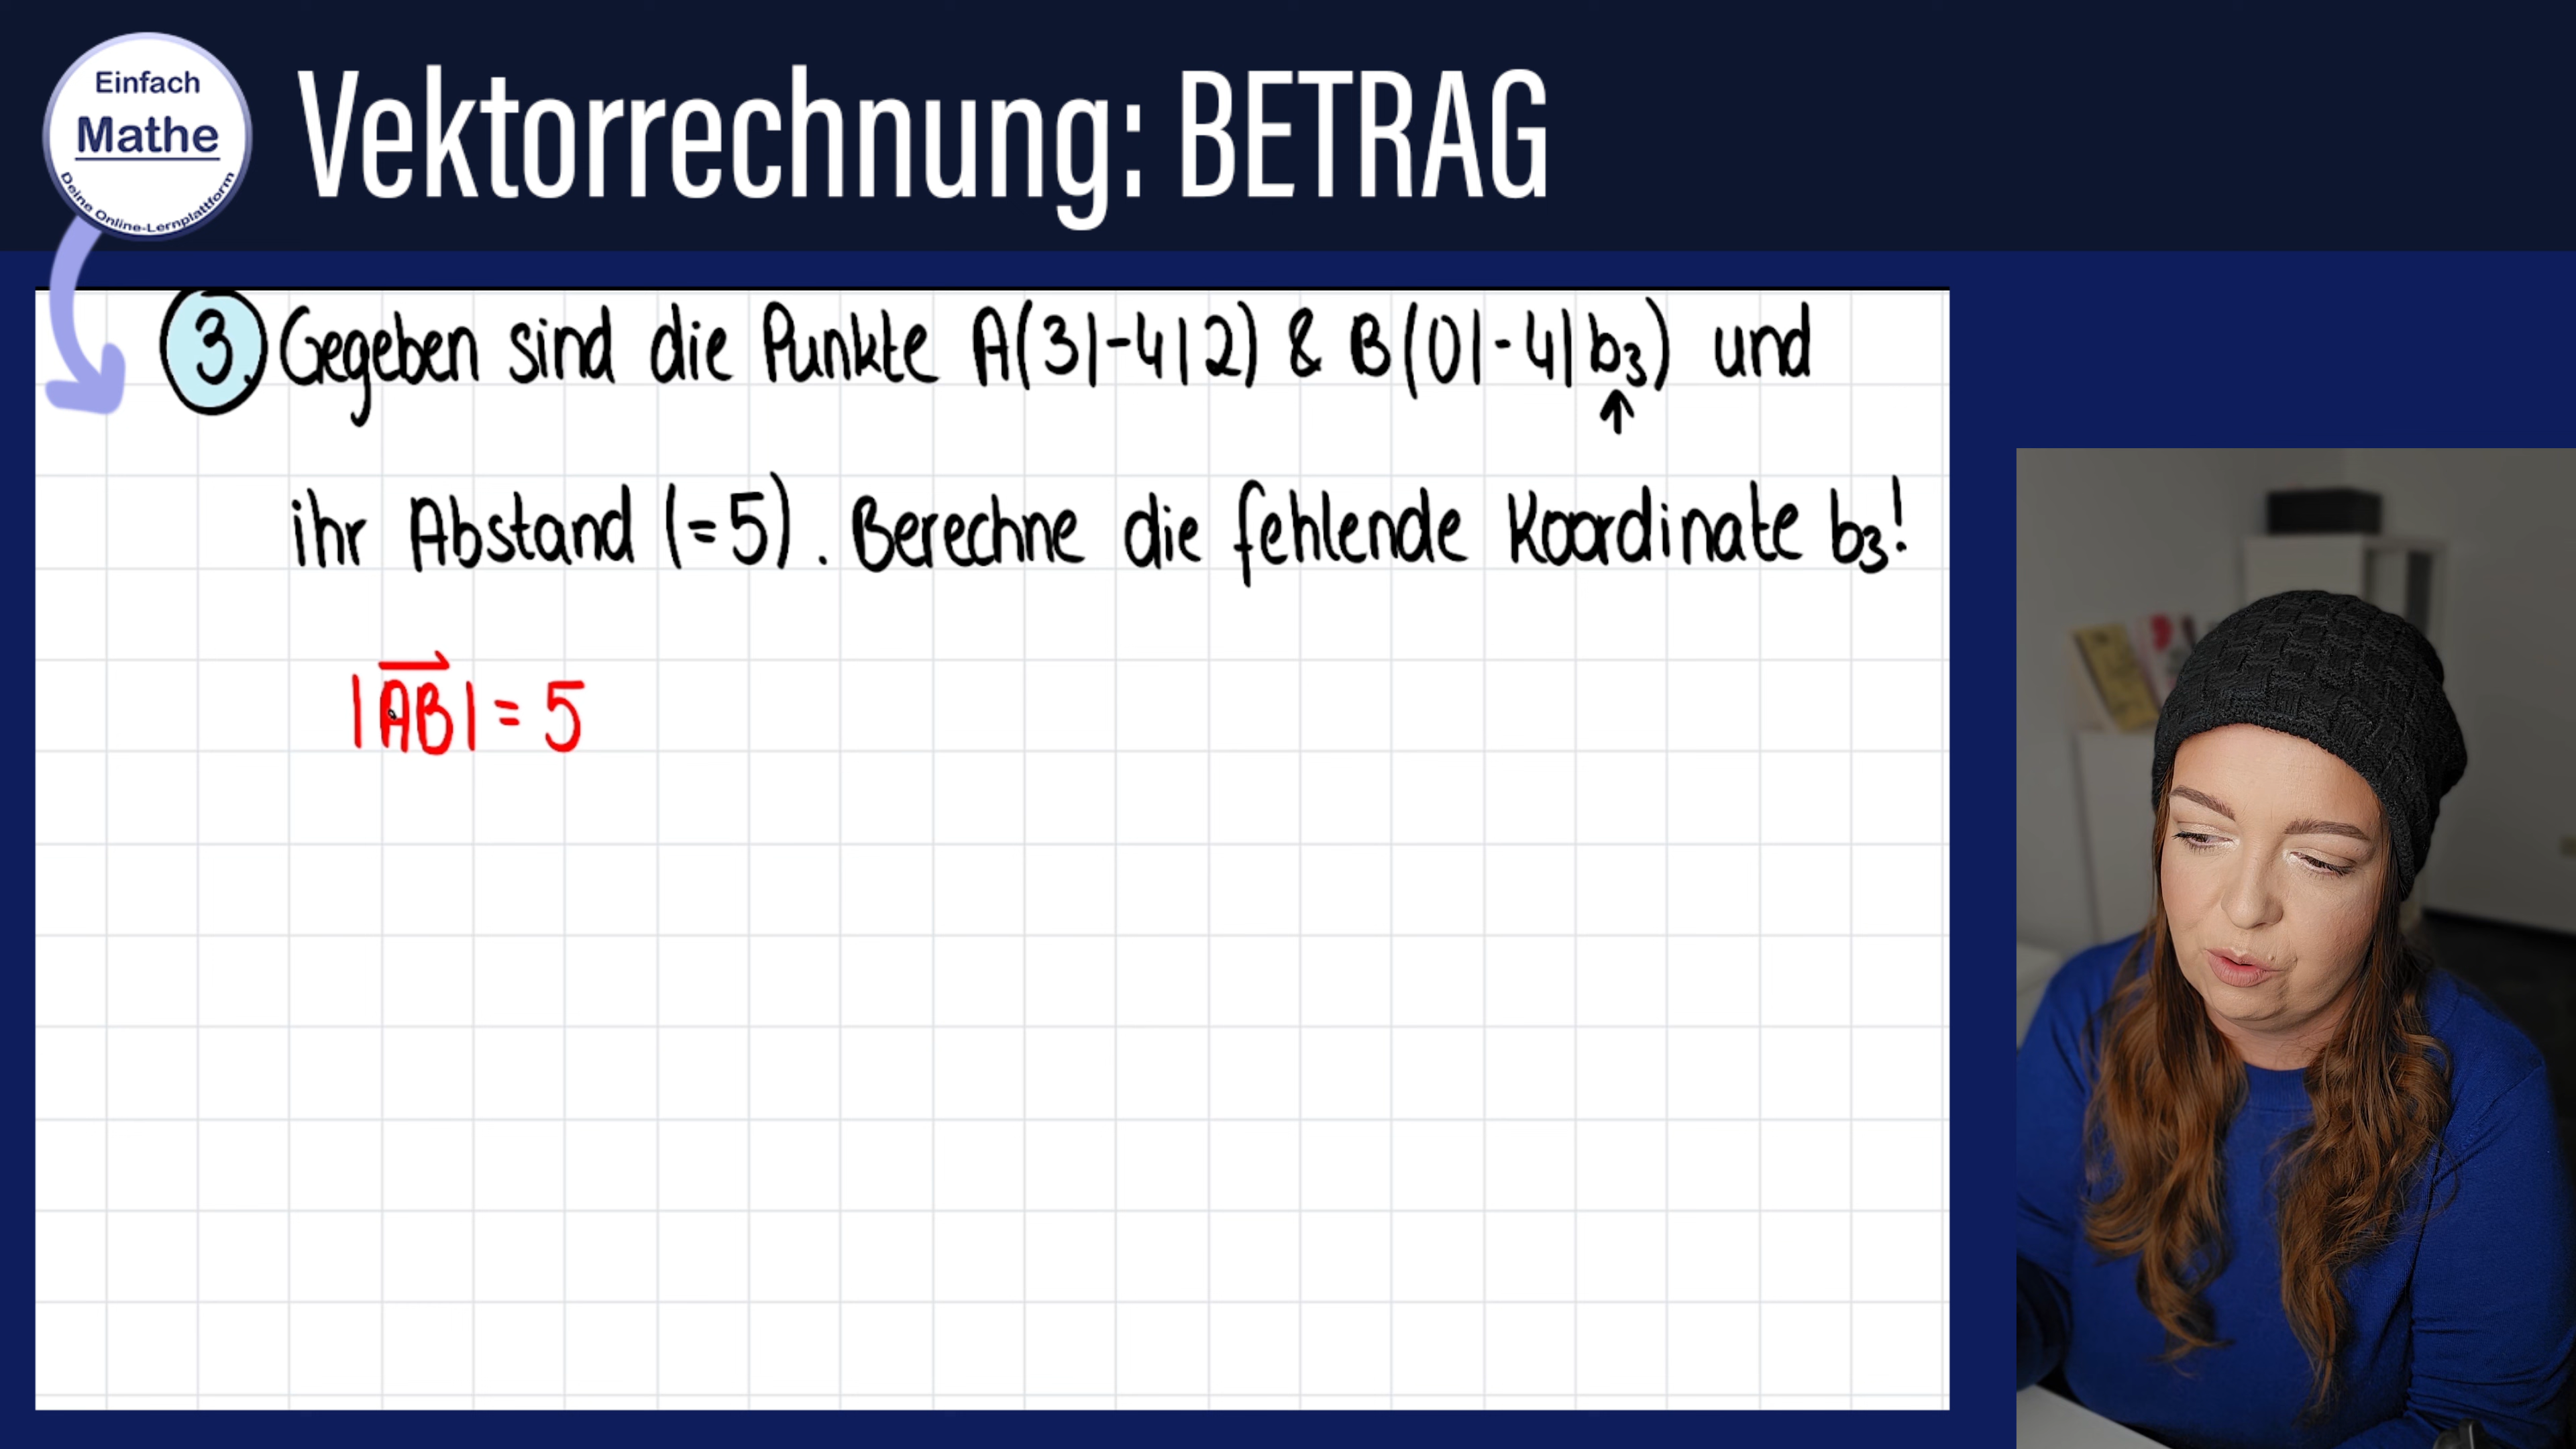 Einfach
Mathe
Deine Online-Lernplattform
Vektorrechnung: BETRAG
3. Gegeben sind die Punkte A(3|-4|2) & B(0|-4|b₃) und
↑
ihr Abstand (=5). Berechne die fehlende Koordinate b₃!
|A͞B⃗| = 5